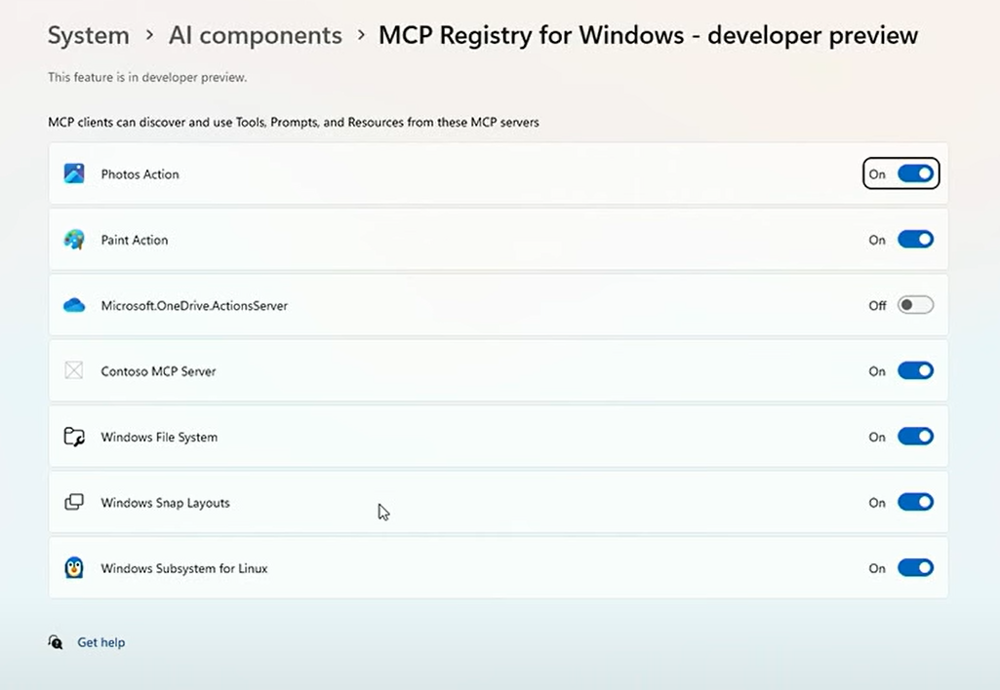 System > AI components > MCP Registry for Windows - developer preview
This feature is in developer preview.
MCP clients can discover and use Tools, Prompts, and Resources from these MCP servers
Photos Action On
Paint Action On
Microsoft.OneDrive.ActionsServer Off
Contoso MCP Server On
Windows File System On
Windows Snap Layouts On
Windows Subsystem for Linux On
Get help